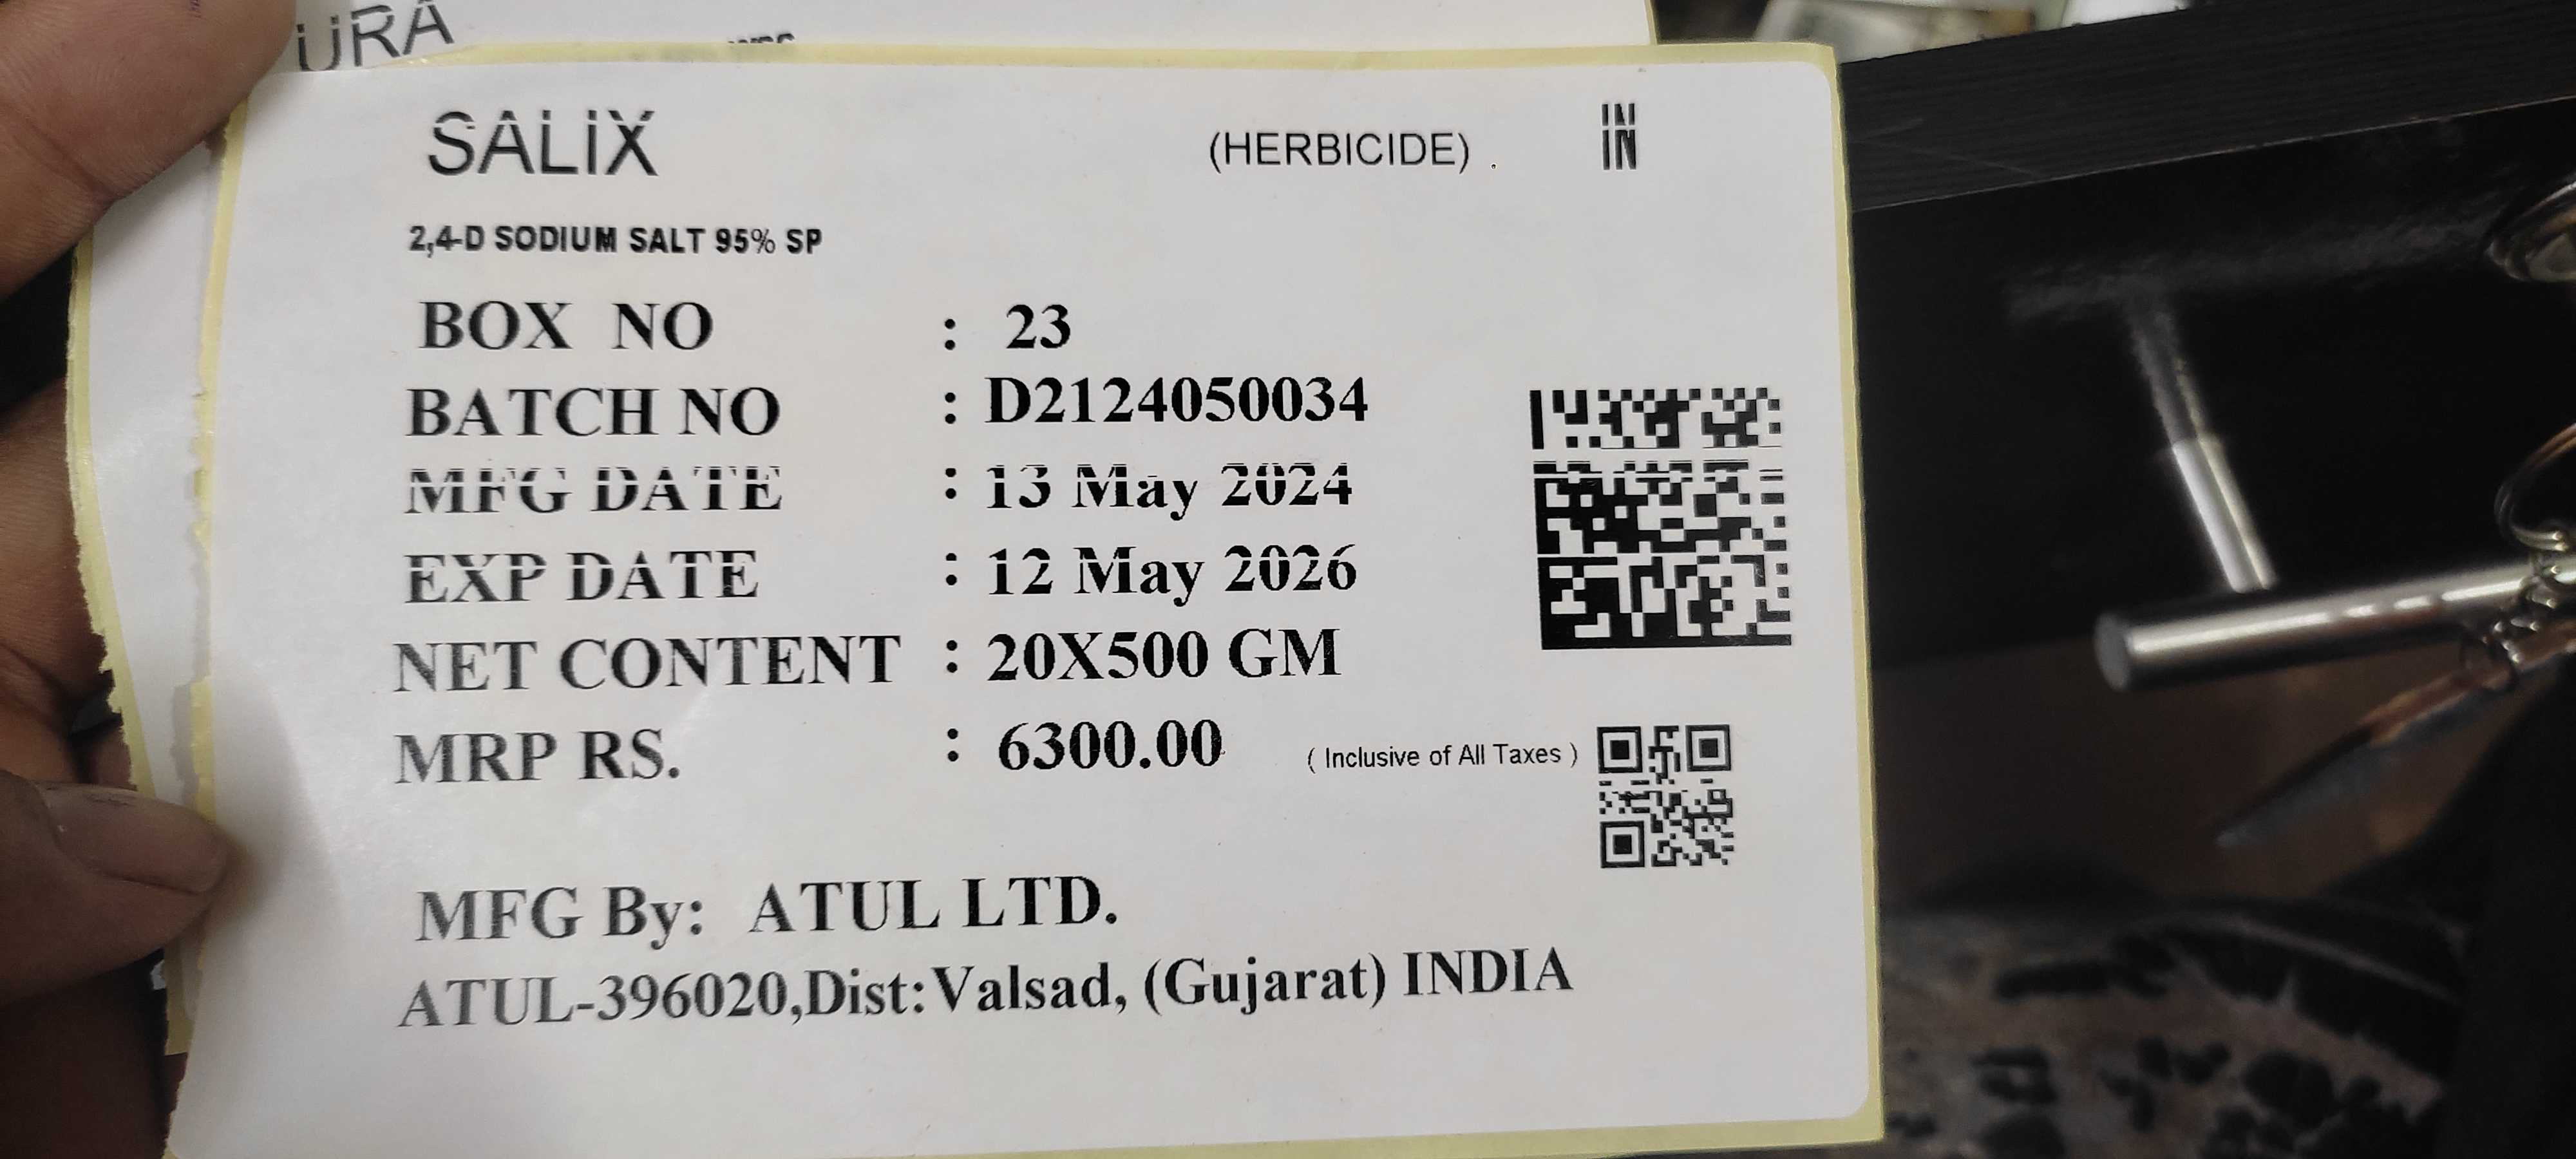 URA
SALIX (HERBICIDE) . IN
2,4-D SODIUM SALT 95% SP
BOX NO : 23
BATCH NO : D2124050034
MFG DATE : 13 May 2024
EXP DATE : 12 May 2026
NET CONTENT : 20X500 GM
MRP RS. : 6300.00 ( Inclusive of All Taxes )
MFG By: ATUL LTD.
ATUL-396020,Dist:Valsad, (Gujarat) INDIA